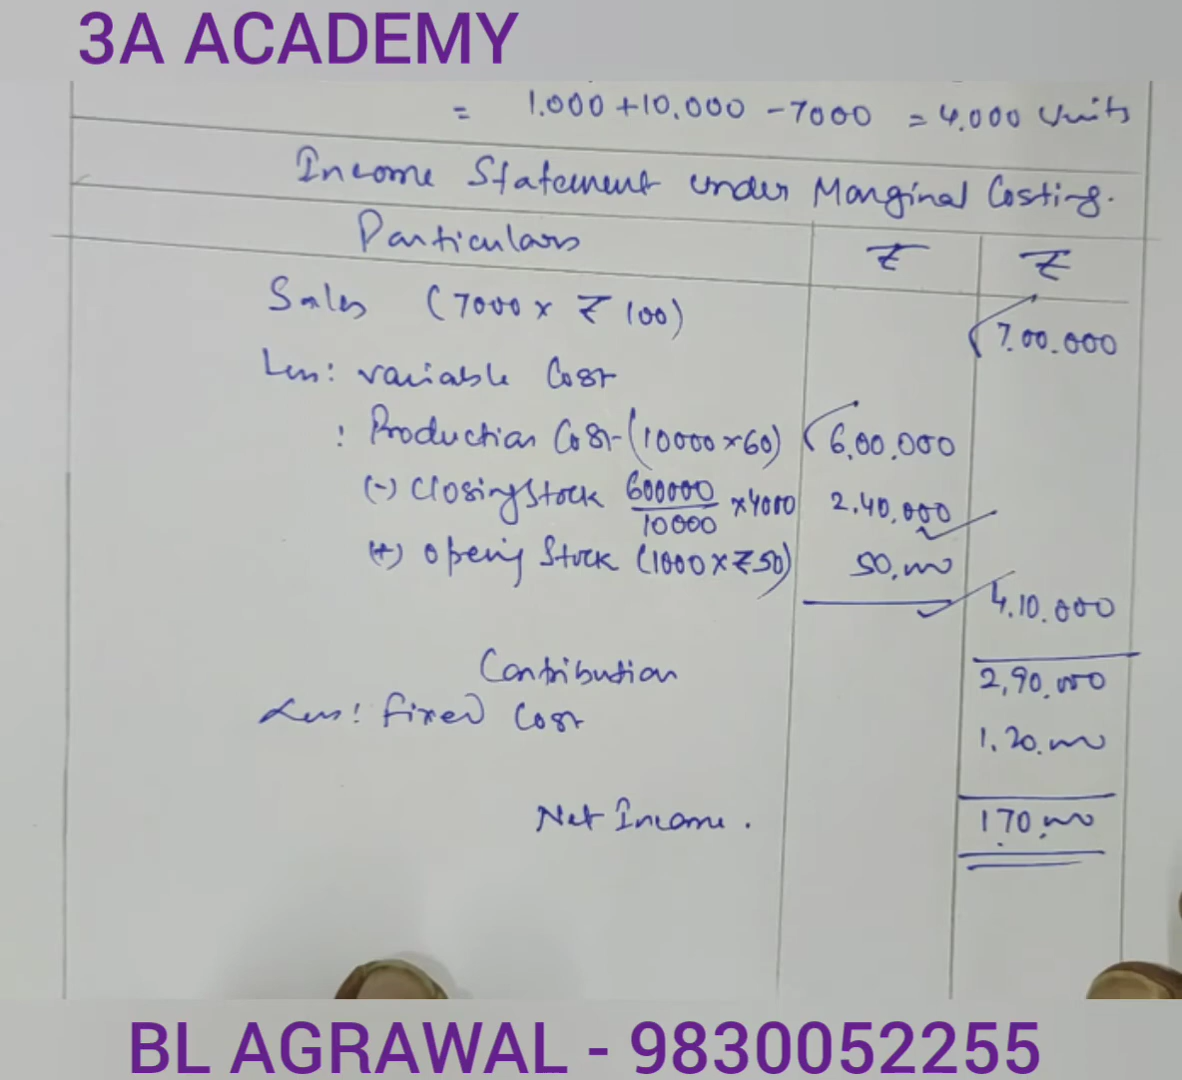 3A ACADEMY
= 1.000 + 10.000 - 7000 = 4.000 Units
Income Statement under Marginal Costing.
Particulars ₹ ₹
Sales (7000 x ₹ 100) 7.00.000
Less: variable Cost
: Production Cost (10000 x 60) 6,00,000
(-) Closing Stock 600000/10000 x 4000 2.40,000
(+) Opening Stock (1000 x ₹ 50) 50,000
4.10.000
Contribution 2,90,000
Less: fixed Cost 1.20.000
Net Income. 170,000
BL AGRAWAL - 9830052255